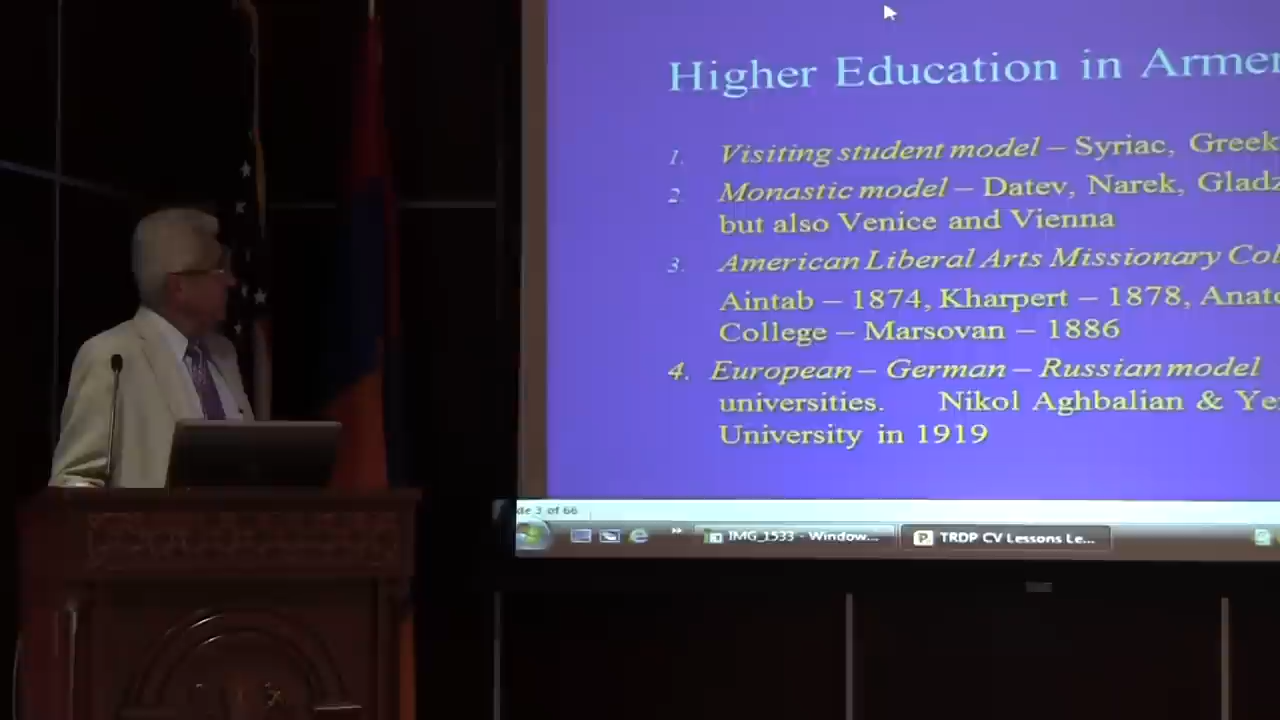 Higher Education in Armen
1. Visiting student model – Syriac, Greek
2. Monastic model – Datev, Narek, Gladz
but also Venice and Vienna
3. American Liberal Arts Missionary Col
Aintab – 1874, Kharpert – 1878, Anato
College – Marsovan – 1886
4. European – German – Russian model
universities. Nikol Aghbalian & Ye
University in 1919
de 3 of 66
IMG_1533 - Window... TRDP CV Lessons Le...